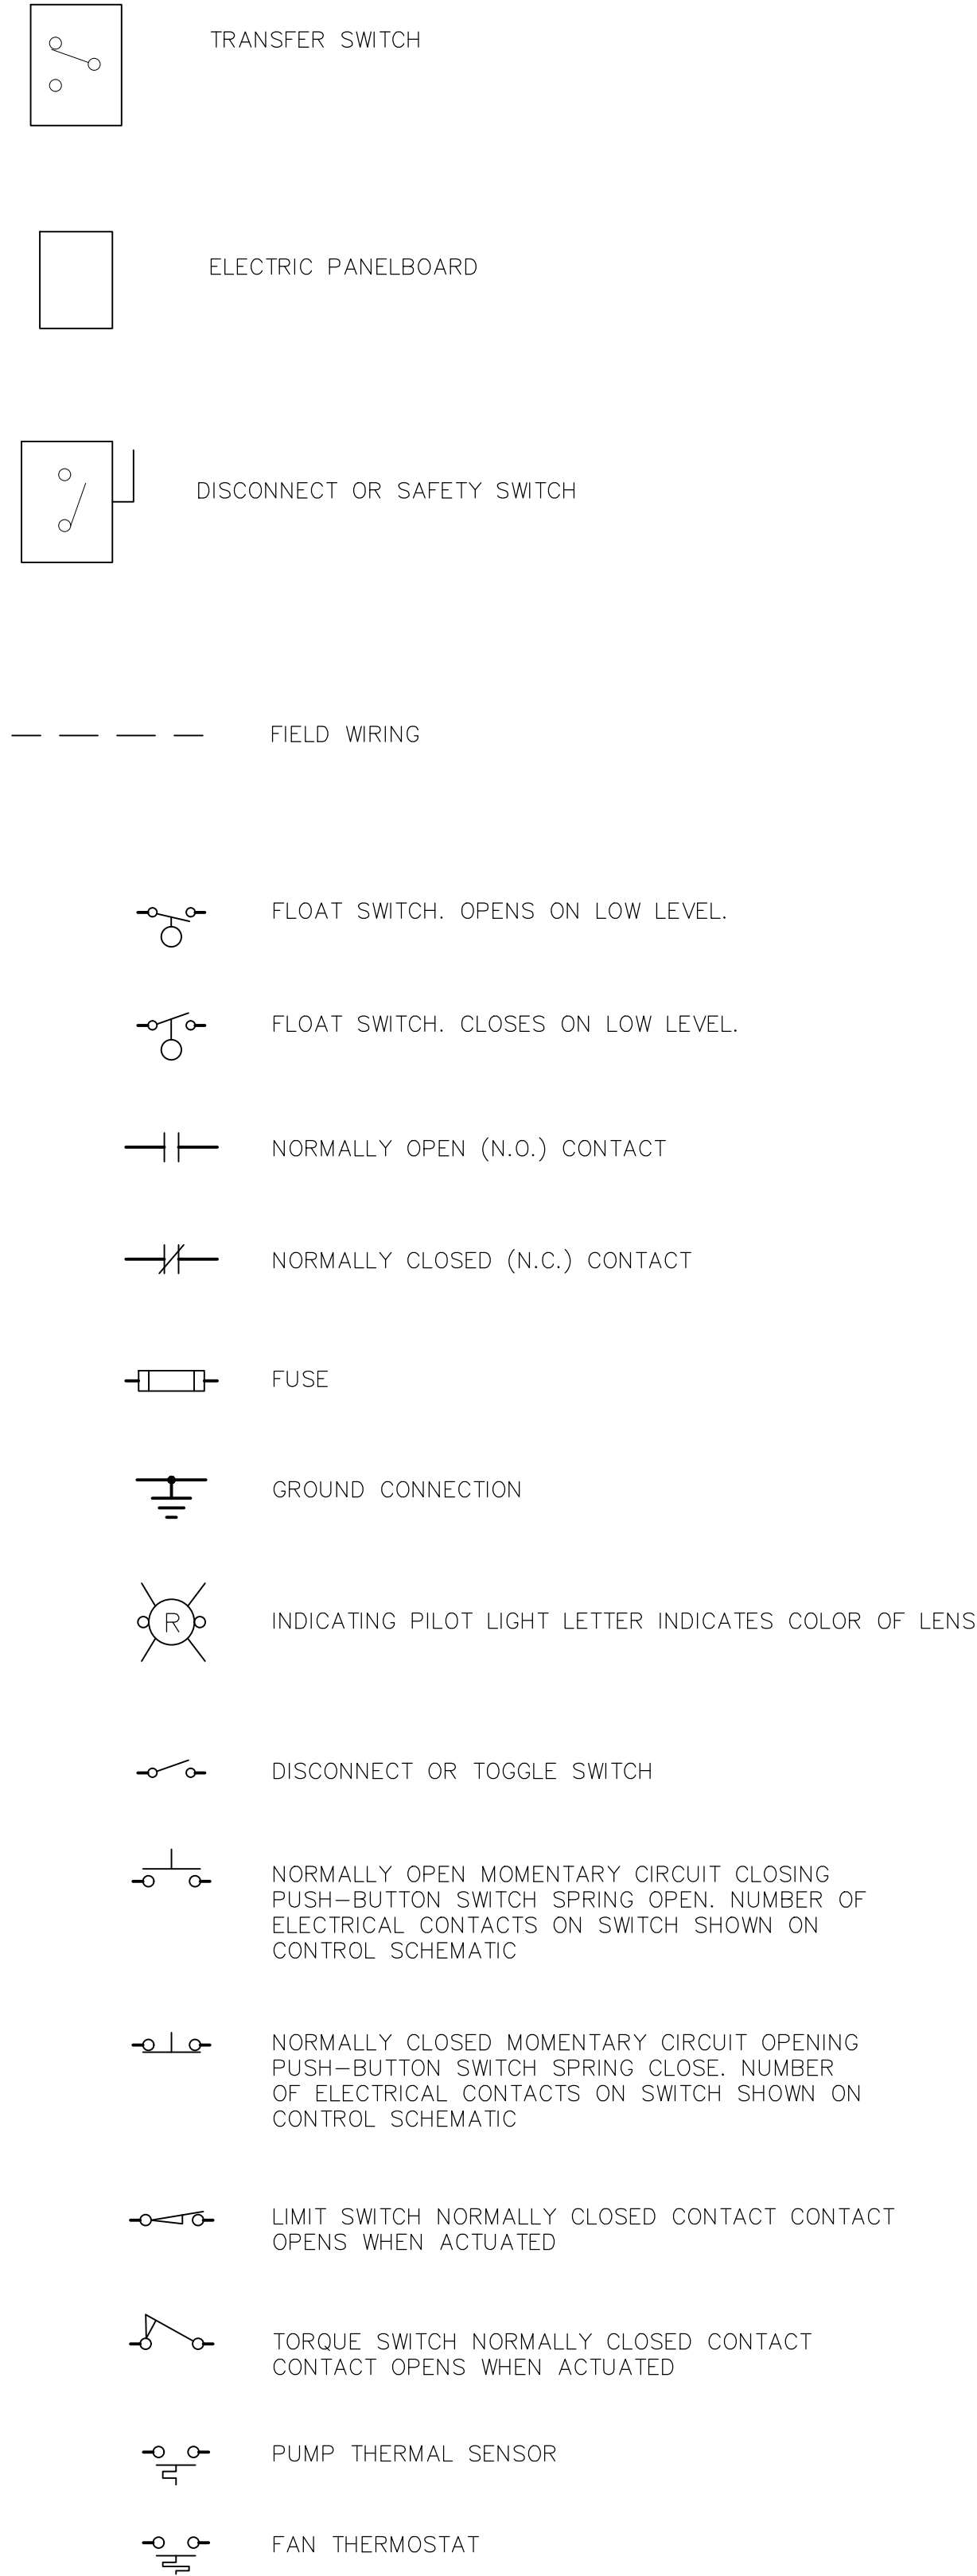 TRANSFER SWITCH
ELECTRIC PANELBOARD
DISCONNECT OR SAFETY SWITCH
FIELD WIRING
FLOAT SWITCH. OPENS ON LOW LEVEL.
FLOAT SWITCH. CLOSES ON LOW LEVEL.
NORMALLY OPEN (N.O.) CONTACT
NORMALLY CLOSED (N.C.) CONTACT
FUSE
GROUND CONNECTION
R INDICATING PILOT LIGHT LETTER INDICATES COLOR OF LENS
DISCONNECT OR TOGGLE SWITCH
NORMALLY OPEN MOMENTARY CIRCUIT CLOSING
PUSH-BUTTON SWITCH SPRING OPEN. NUMBER OF
ELECTRICAL CONTACTS ON SWITCH SHOWN ON
CONTROL SCHEMATIC
NORMALLY CLOSED MOMENTARY CIRCUIT OPENING
PUSH-BUTTON SWITCH SPRING CLOSE. NUMBER
OF ELECTRICAL CONTACTS ON SWITCH SHOWN ON
CONTROL SCHEMATIC
LIMIT SWITCH NORMALLY CLOSED CONTACT CONTACT
OPENS WHEN ACTUATED
TORQUE SWITCH NORMALLY CLOSED CONTACT
CONTACT OPENS WHEN ACTUATED
PUMP THERMAL SENSOR
FAN THERMOSTAT